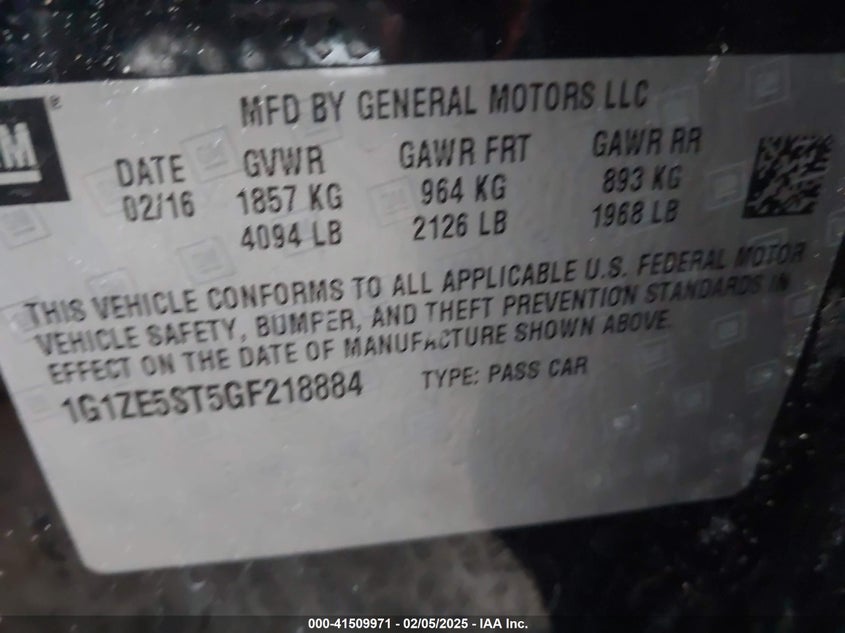 GM®
MFD BY GENERAL MOTORS LLC
DATE GVWR GAWR FRT GAWR RR
02/16 1857 KG 964 KG 893 KG
4094 LB 2126 LB 1968 LB
THIS VEHICLE CONFORMS TO ALL APPLICABLE U.S. FEDERAL MOTOR
VEHICLE SAFETY, BUMPER, AND THEFT PREVENTION STANDARDS IN
EFFECT ON THE DATE OF MANUFACTURE SHOWN ABOVE.
1G1ZE5ST5GF218884 TYPE: PASS CAR
000-41509971 - 02/05/2025 - IAA Inc.